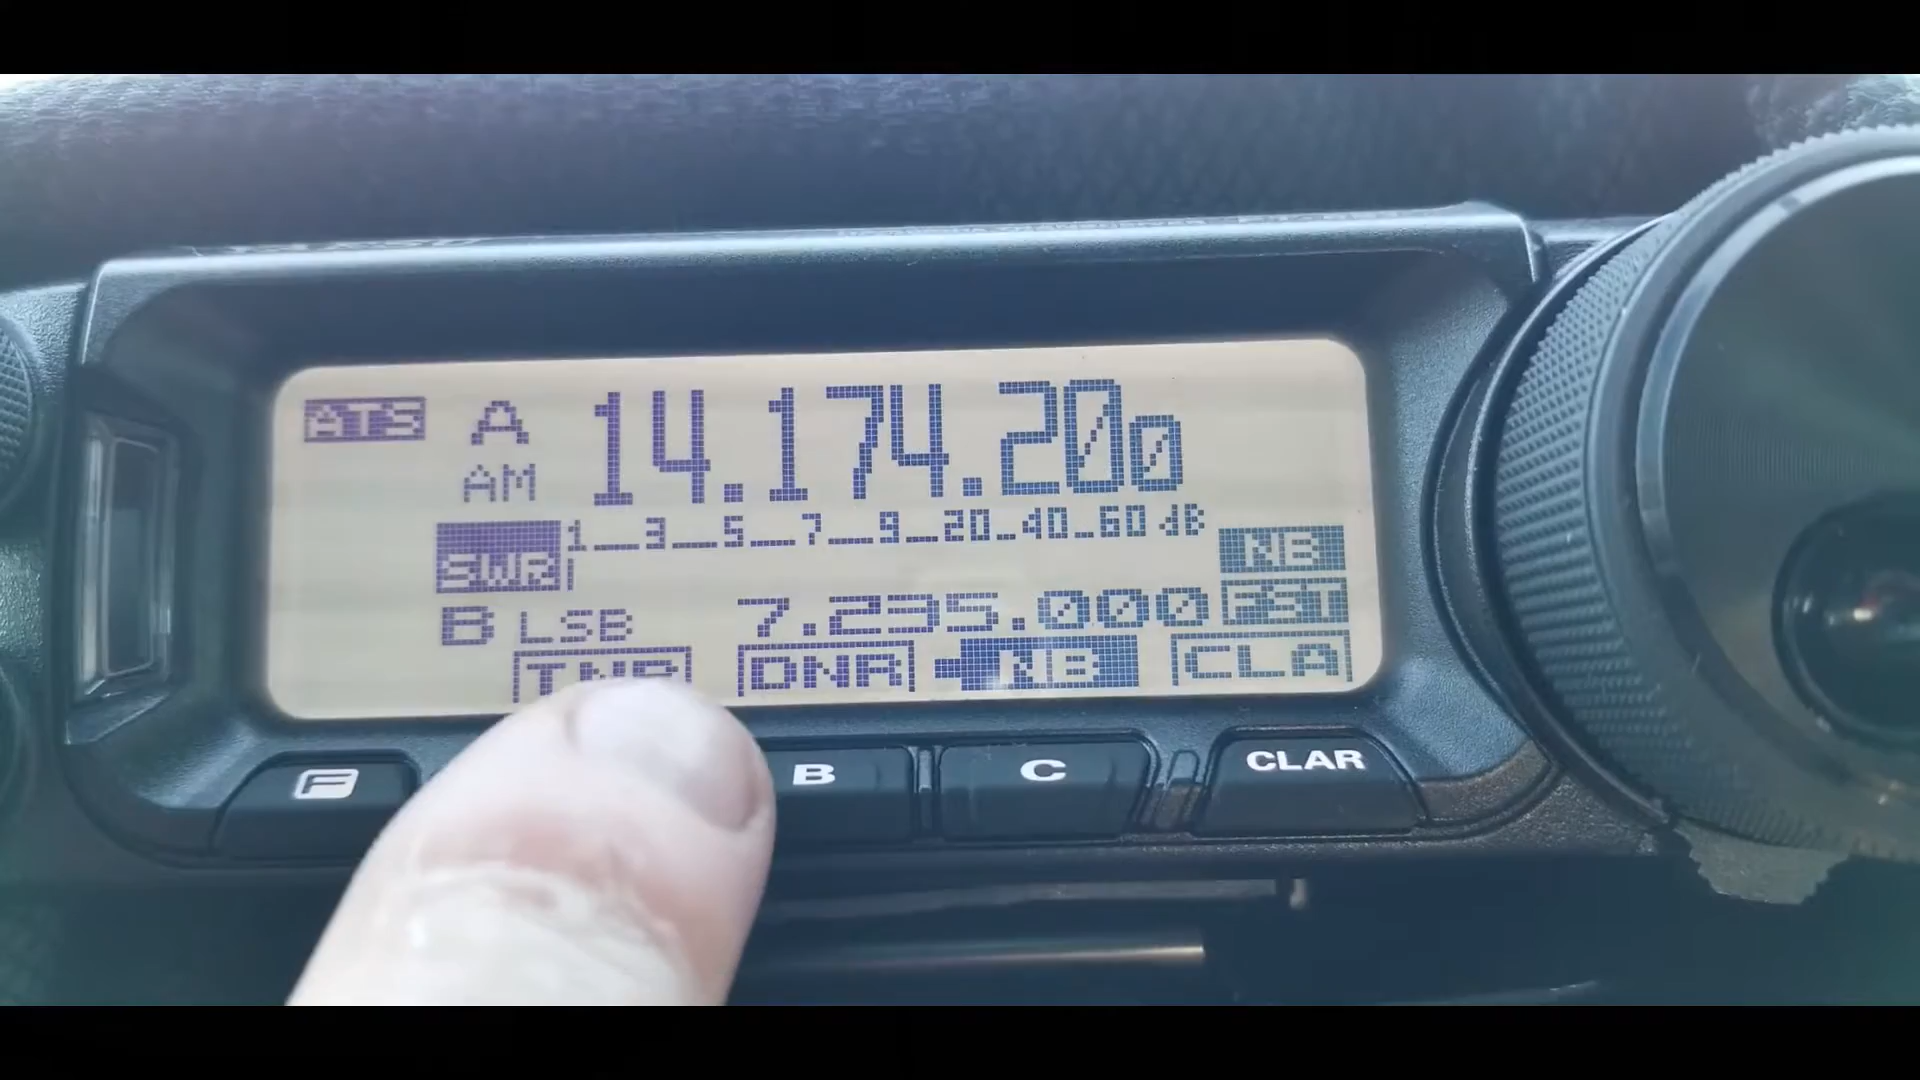 ATS A 14.174.200
AM
1 3 5 7 9 20 40 60 dB
SWR NB
B LSB 7.295.000 FST
DNR NB CLA
F B C CLAR